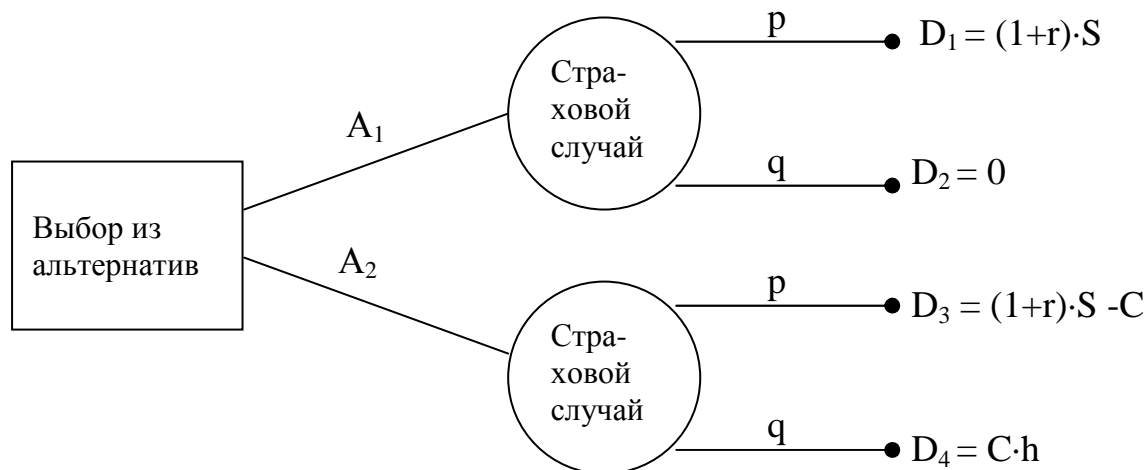 p
D₁ = (1+r)·S
Стра-
ховой
случай
A₁
q
D₂ = 0
Выбор из
альтернатив
A₂
p
D₃ = (1+r)·S -C
Стра-
ховой
случай
q
D₄ = C·h